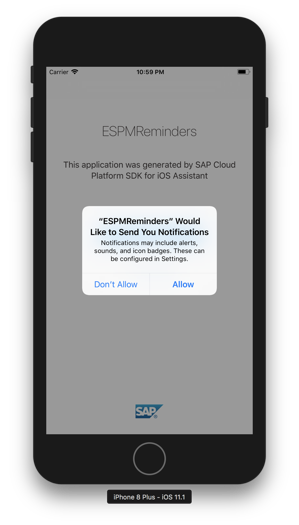 Carrier 10:59 PM
ESPMReminders
This application was generated by SAP Cloud
Platform SDK for iOS Assistant
“ESPMReminders” Would
Like to Send You Notifications
Notifications may include alerts,
sounds, and icon badges. These can
be configured in Settings.
Don’t Allow Allow
SAP
iPhone 8 Plus - iOS 11.1